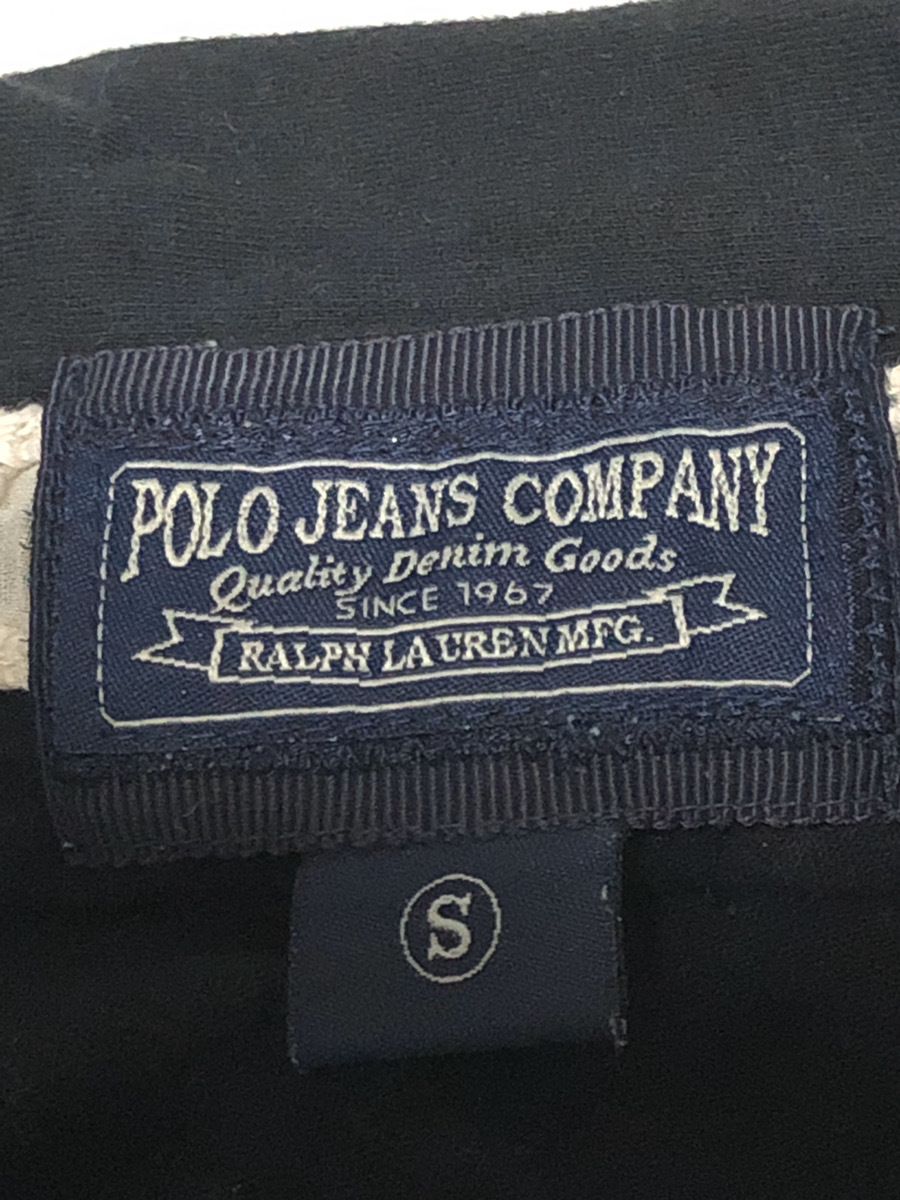 POLO JEANS COMPANY
Quality Denim Goods
SINCE 1967
RALPH LAUREN MFG.
S